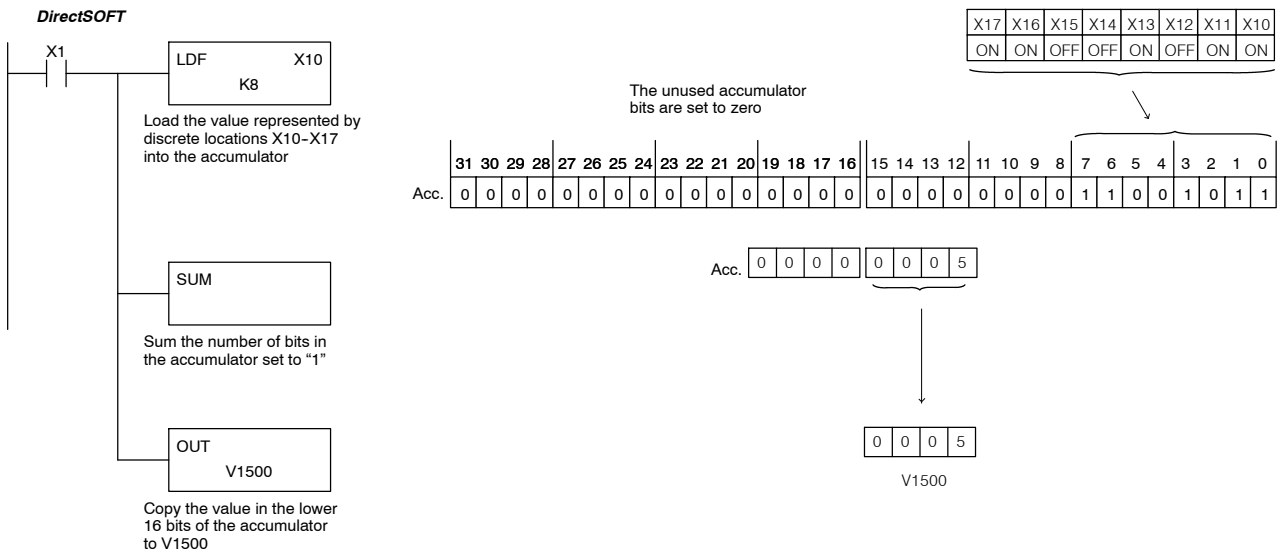 DirectSOFT
X1
LDF X10
K8
Load the value represented by
discrete locations X10-X17
into the accumulator
X17 X16 X15 X14 X13 X12 X11 X10
ON ON OFF OFF ON OFF ON ON
The unused accumulator
bits are set to zero
31 30 29 28 27 26 25 24 23 22 21 20 19 18 17 16 15 14 13 12 11 10 9 8 7 6 5 4 3 2 1 0
Acc. 0 0 0 0 0 0 0 0 0 0 0 0 0 0 0 0 0 0 0 0 0 0 0 0 1 1 0 0 1 0 1 1
Acc. 0 0 0 0 0 0 0 5
SUM
Sum the number of bits in
the accumulator set to “1”
OUT
V1500
Copy the value in the lower
16 bits of the accumulator
to V1500
0 0 0 5
V1500